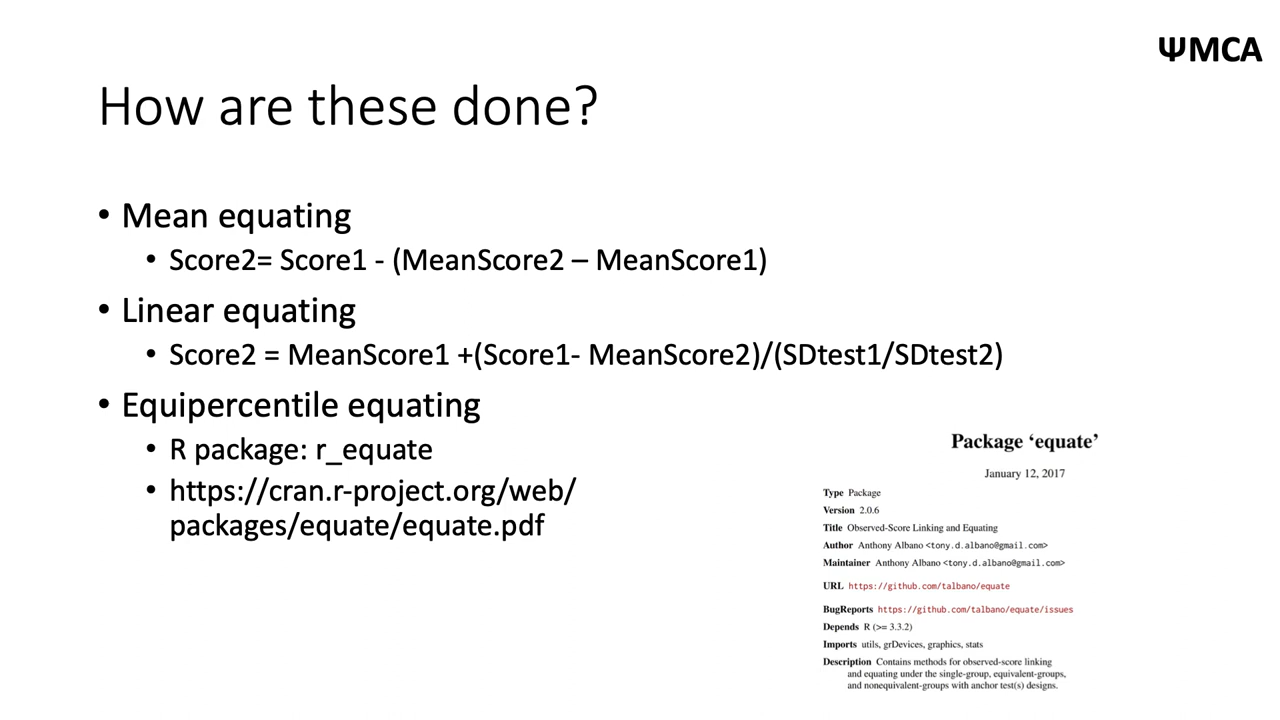 ΨMCA
How are these done?
• Mean equating
• Score2= Score1 - (MeanScore2 – MeanScore1)
• Linear equating
• Score2 = MeanScore1 +(Score1- MeanScore2)/(SDtest1/SDtest2)
• Equipercentile equating
• R package: r_equate
• https://cran.r-project.org/web/
packages/equate/equate.pdf
Package ‘equate’
January 12, 2017
Type Package
Version 2.0.6
Title Observed-Score Linking and Equating
Author Anthony Albano <tony.d.albano@gmail.com>
Maintainer Anthony Albano <tony.d.albano@gmail.com>
URL https://github.com/talbano/equate
BugReports https://github.com/talbano/equate/issues
Depends R (>= 3.3.2)
Imports utils, grDevices, graphics, stats
Description Contains methods for observed-score linking
and equating under the single-group, equivalent-groups,
and nonequivalent-groups with anchor test(s) designs.